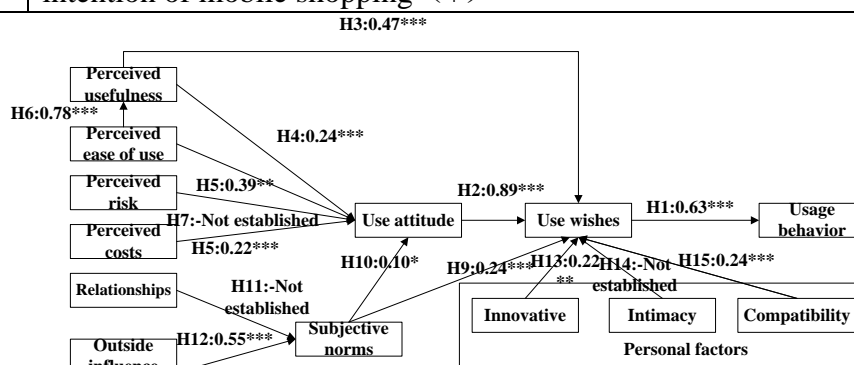 intention of mobile shopping
H3:0.47***
Perceived
usefulness
H6:0.78***
Perceived
ease of use
H4:0.24***
Perceived
risk
H5:0.39**
H7:-Not established
Perceived
costs
H5:0.22***
Use attitude
H2:0.89***
Use wishes
H1:0.63***
Usage
behavior
H10:0.10*
H9:0.24***
H13:0.22
**
H14:-Not
established
H15:0.24***
Relationships
H11:-Not
established
H12:0.55***
Subjective
norms
Innovative
Intimacy
Compatibility
Personal factors
Outside
influence